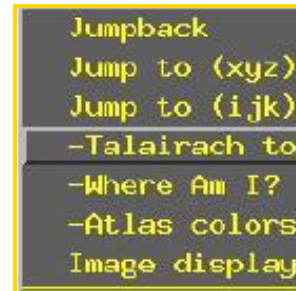 Jumpback
Jump to (xyz)
Jump to (ijk)
-Talairach to
-Where Am I?
-Atlas colors
Image display